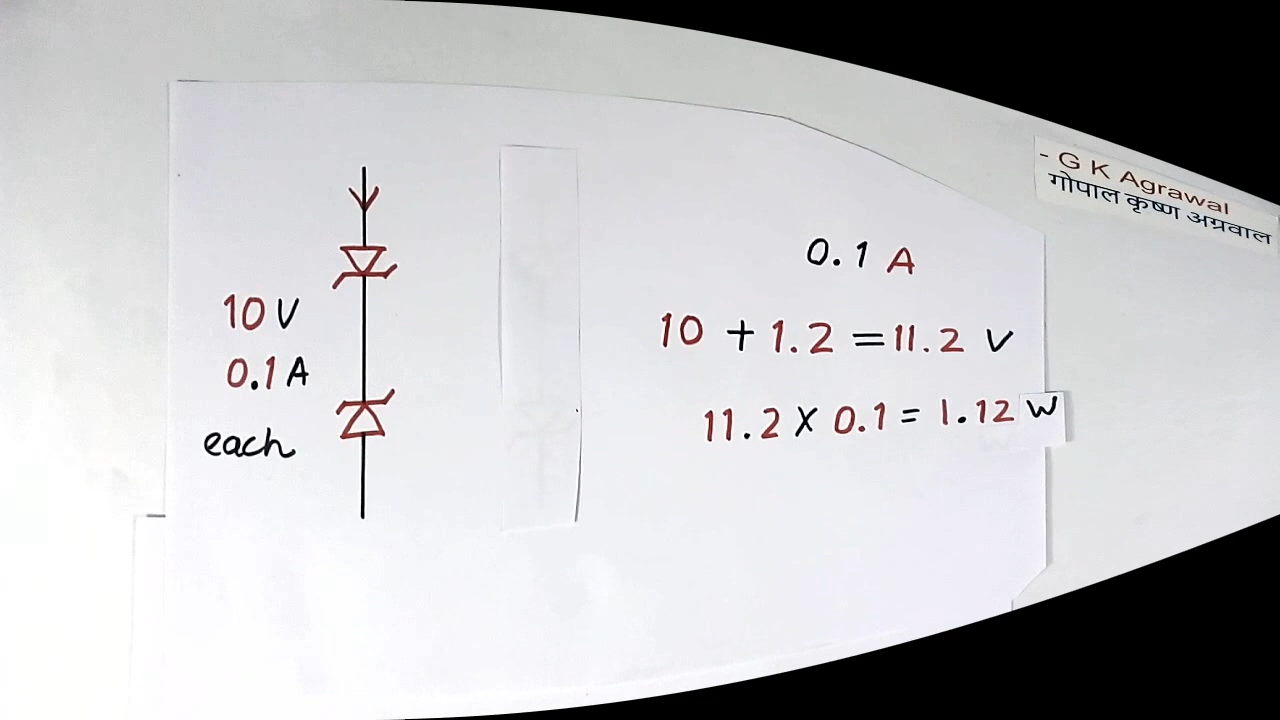 - G K Agrawal
गोपाल कृष्ण अग्रवाल
10 V
0.1 A
each
0.1 A
10 + 1.2 = 11.2 V
11.2 X 0.1 = 1.12 W